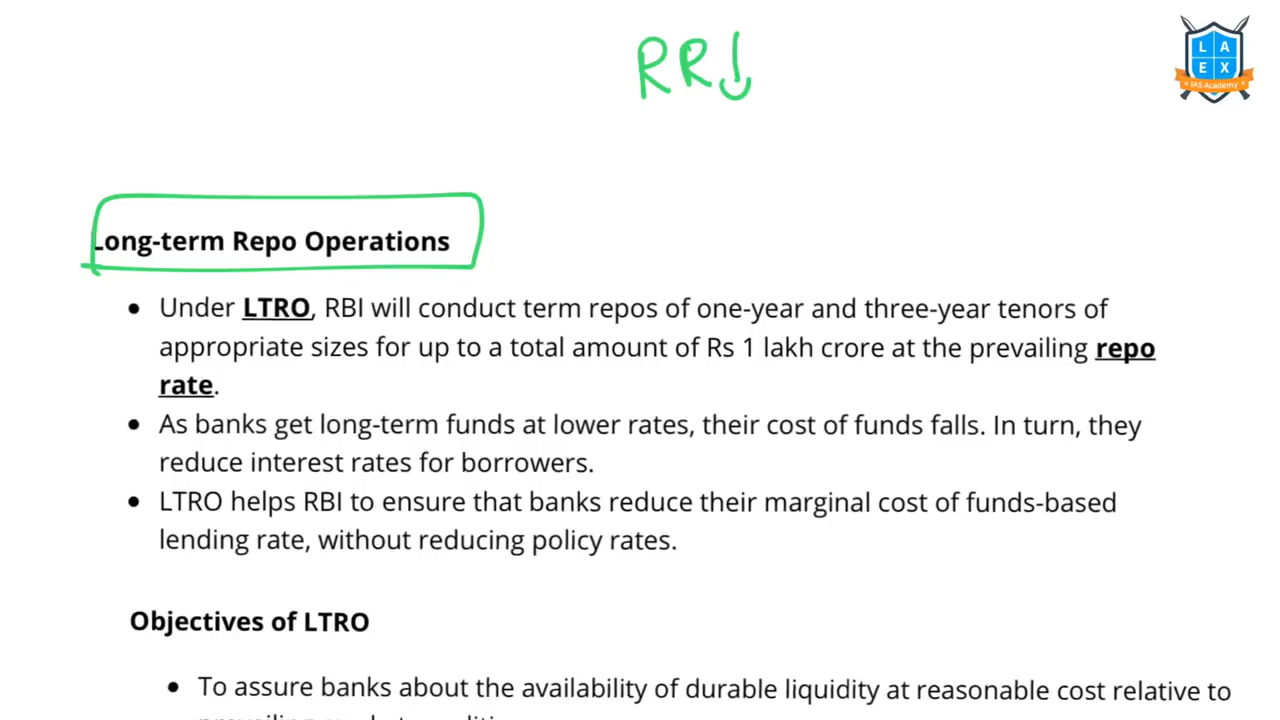 RR↓
L A
E X
IAS Academy
Long-term Repo Operations
• Under LTRO, RBI will conduct term repos of one-year and three-year tenors of
appropriate sizes for up to a total amount of Rs 1 lakh crore at the prevailing repo
rate.
• As banks get long-term funds at lower rates, their cost of funds falls. In turn, they
reduce interest rates for borrowers.
• LTRO helps RBI to ensure that banks reduce their marginal cost of funds-based
lending rate, without reducing policy rates.
Objectives of LTRO
• To assure banks about the availability of durable liquidity at reasonable cost relative to